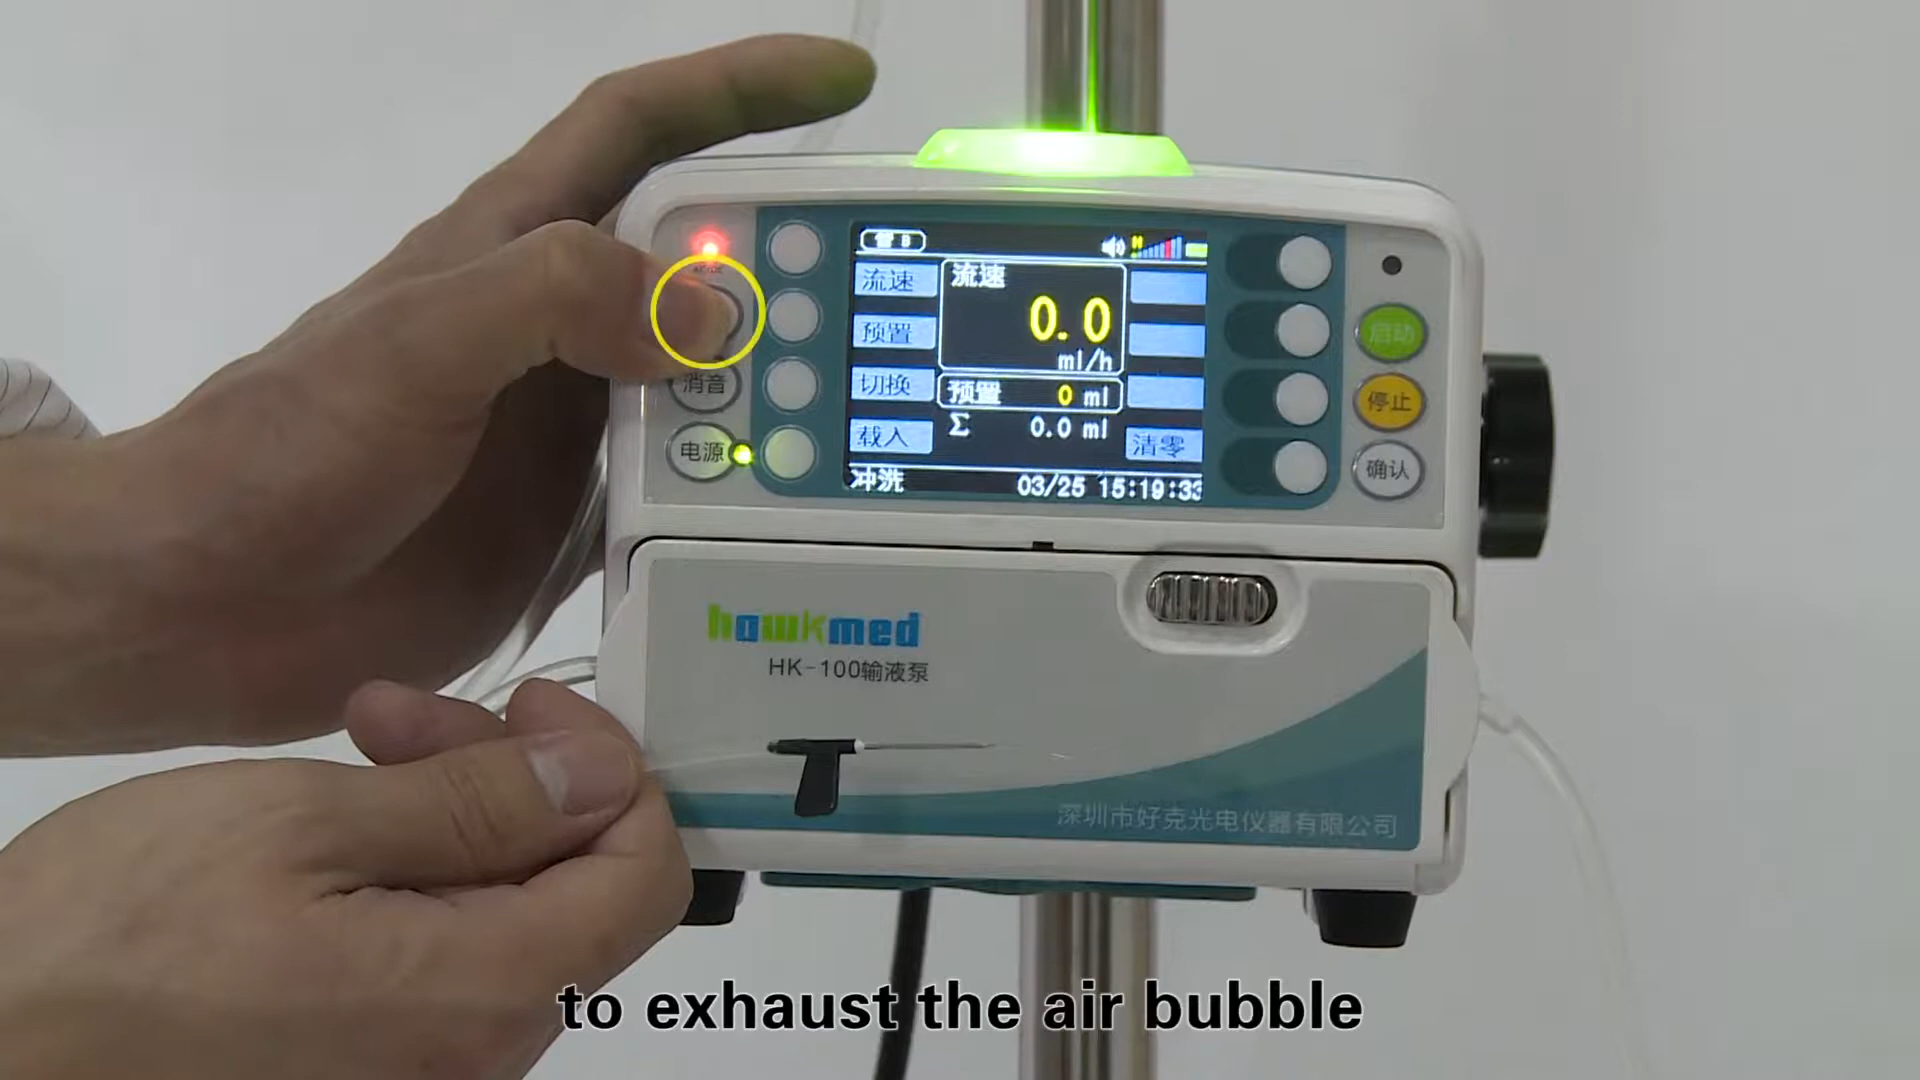 AC/DC
流速
流速
0.0
ml/h
预置
预置
0 ml
切换
Σ 0.0 ml
载入
清零
冲洗
03/25 15:19:33
消音
电源
启动
停止
确认
hawkmed
HK-100输液泵
深圳市好克光电仪器有限公司
to exhaust the air bubble